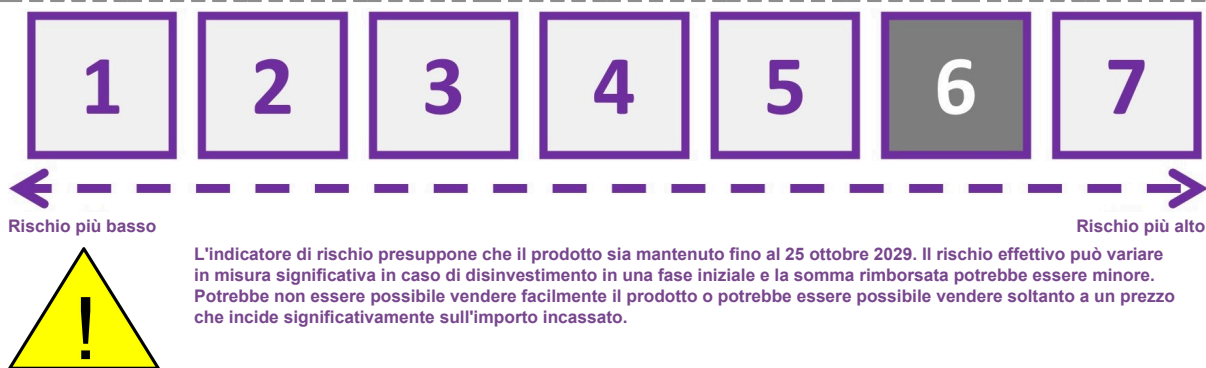 1 2 3 4 5 6 7
Rischio più basso Rischio più alto
L'indicatore di rischio presuppone che il prodotto sia mantenuto fino al 25 ottobre 2029. Il rischio effettivo può variare
in misura significativa in caso di disinvestimento in una fase iniziale e la somma rimborsata potrebbe essere minore.
Potrebbe non essere possibile vendere facilmente il prodotto o potrebbe essere possibile vendere soltanto a un prezzo
che incide significativamente sull'importo incassato.
!